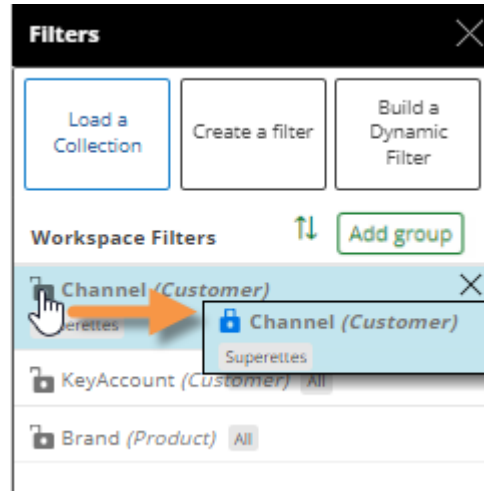 Filters
Load a
Collection
Create a filter
Build a
Dynamic
Filter
Workspace Filters
Add group
Channel (Customer)
Channel (Customer)
Superettes
KeyAccount (Customer) All
Brand (Product) All